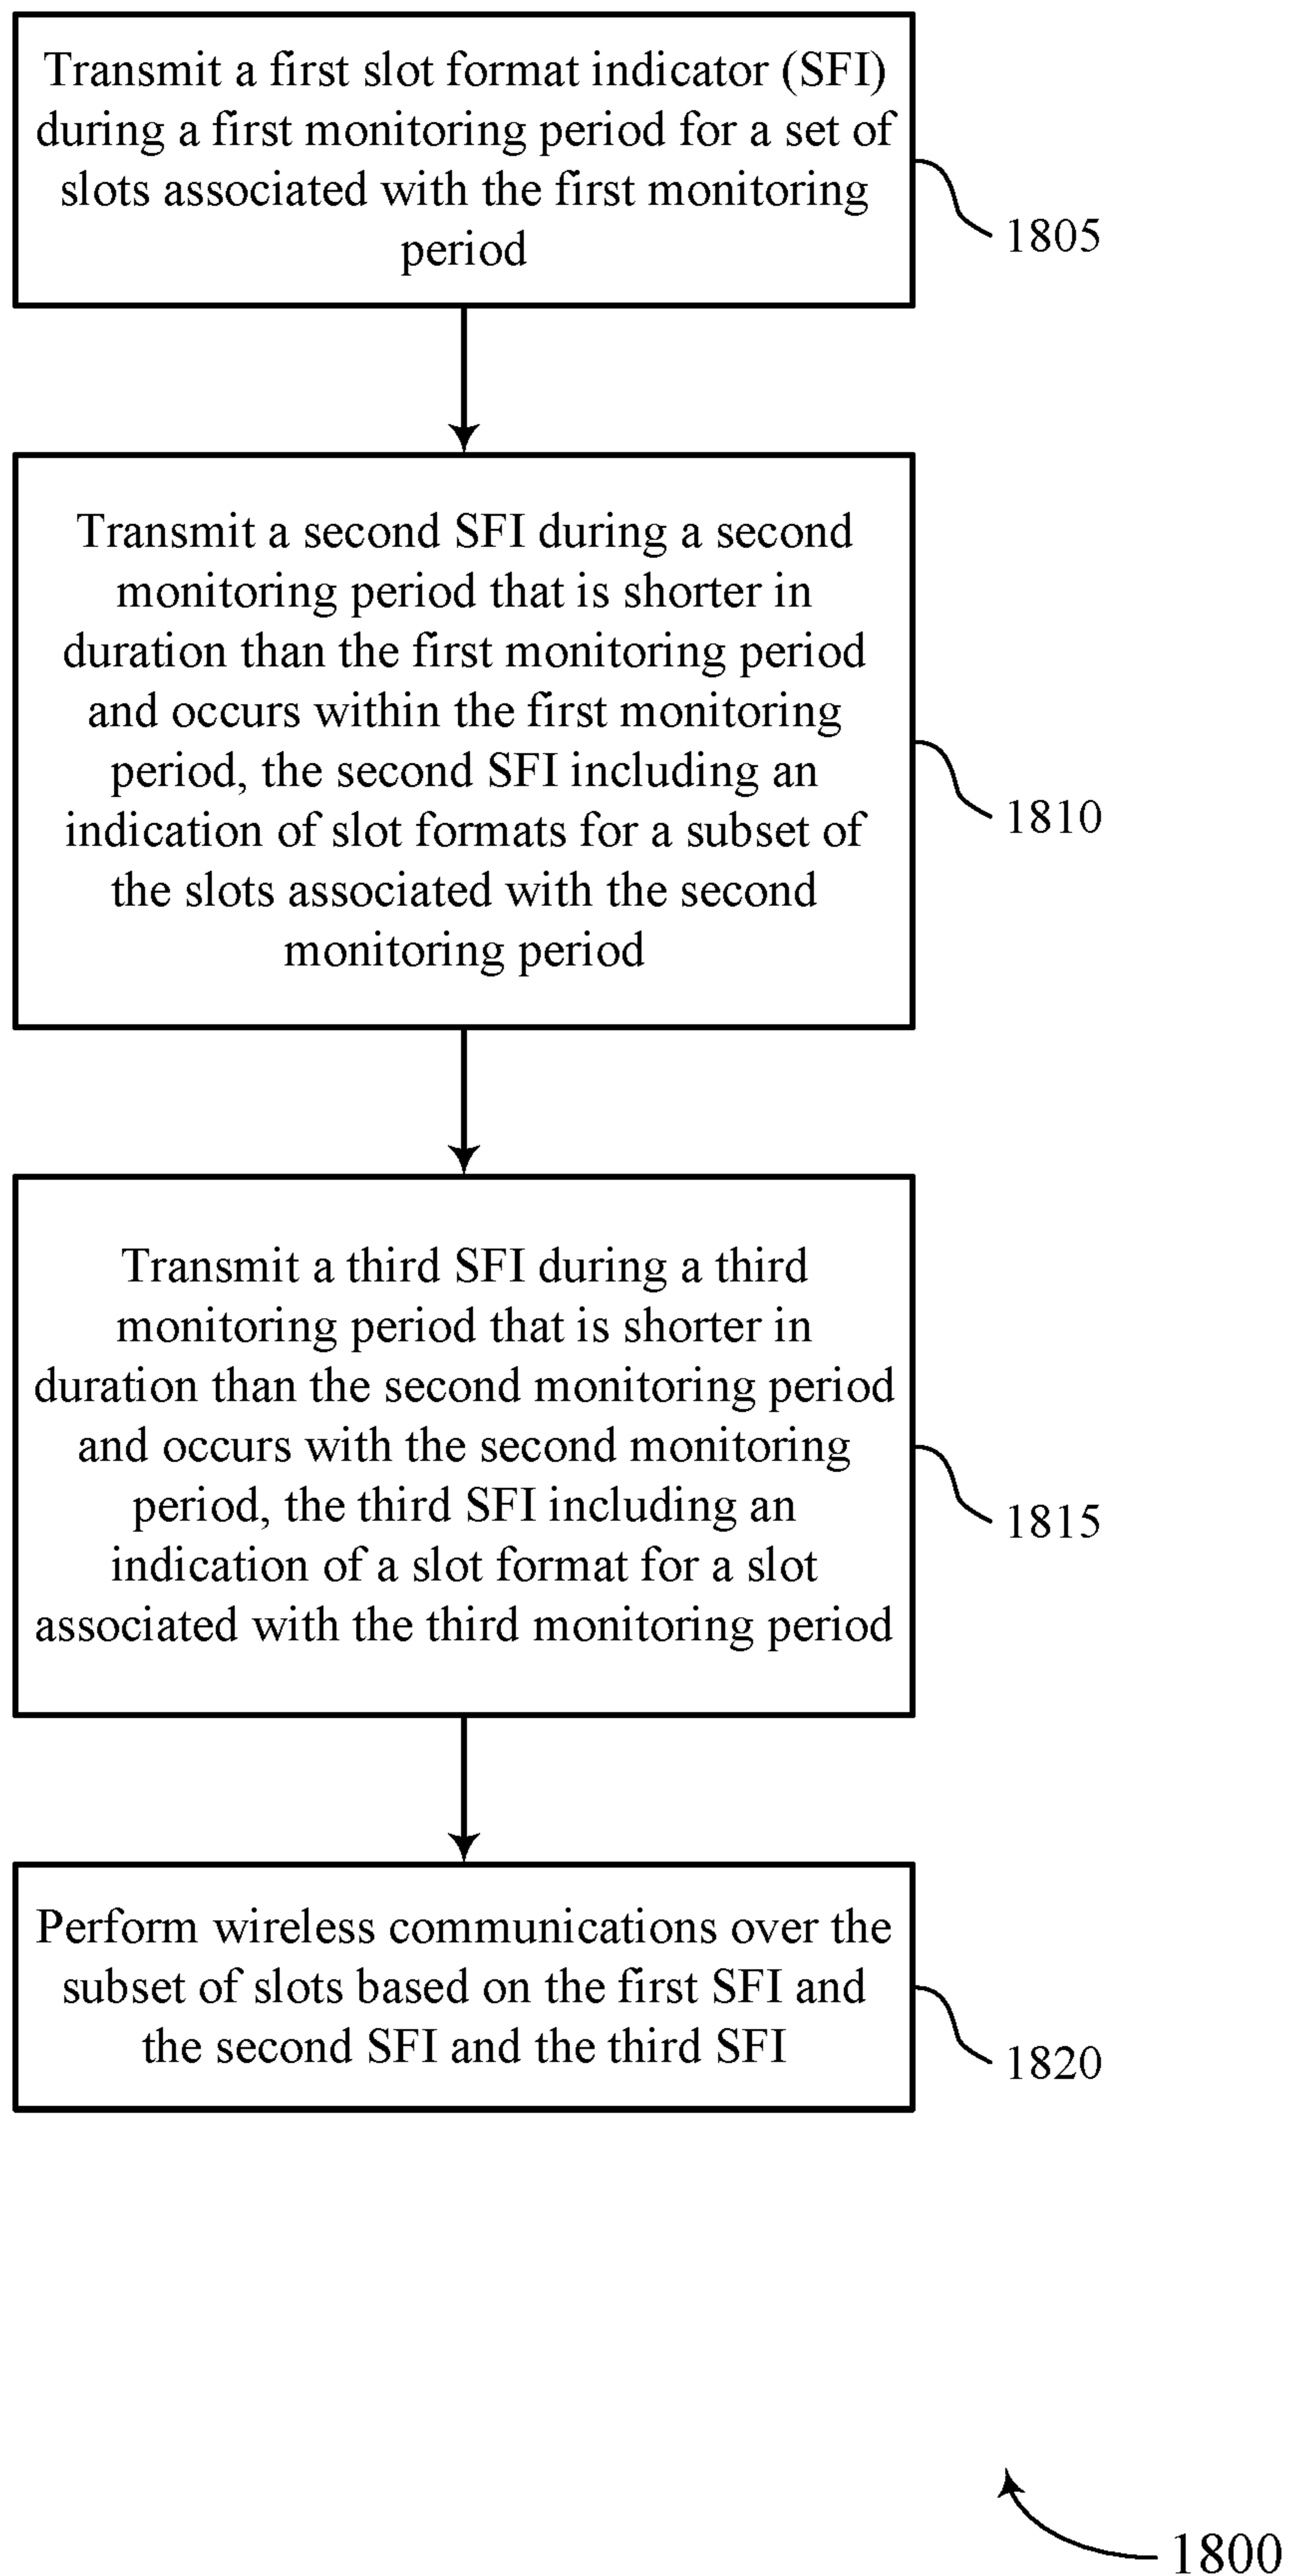 Transmit a first slot format indicator (SFI)
during a first monitoring period for a set of
slots associated with the first monitoring
period
1805
Transmit a second SFI during a second
monitoring period that is shorter in
duration than the first monitoring period
and occurs within the first monitoring
period, the second SFI including an
indication of slot formats for a subset of
the slots associated with the second
monitoring period
1810
Transmit a third SFI during a third
monitoring period that is shorter in
duration than the second monitoring period
and occurs with the second monitoring
period, the third SFI including an
indication of a slot format for a slot
associated with the third monitoring period
1815
Perform wireless communications over the
subset of slots based on the first SFI and
the second SFI and the third SFI
1820
1800